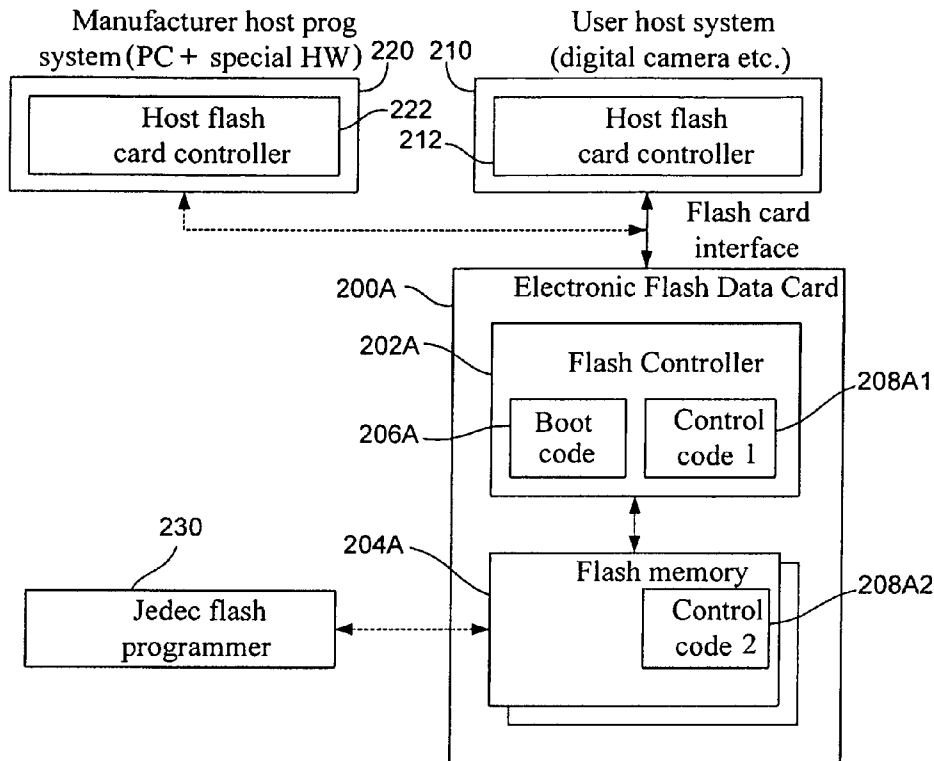 Manufacturer host prog
system (PC + special HW)
User host system
(digital camera etc.)
220
210
Host flash
card controller
222
212
Host flash
card controller
Flash card
interface
200A
Electronic Flash Data Card
202A
Flash Controller
208A1
206A
Boot
code
Control
code 1
230
204A
Flash memory
208A2
Jedec flash
programmer
Control
code 2